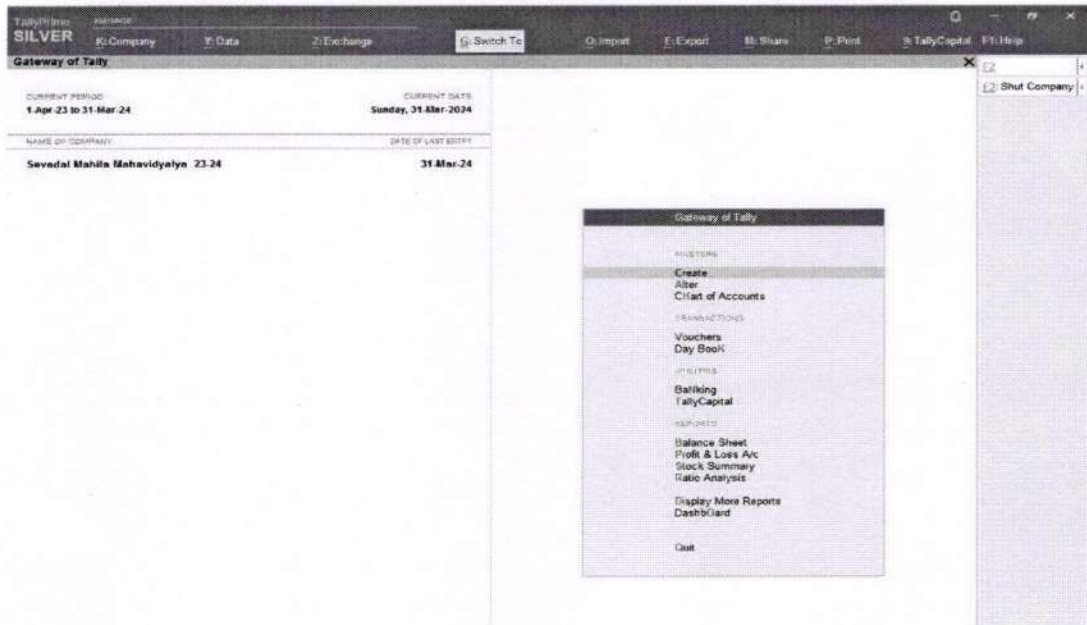 TallyPrime
MANAGE
SILVER
K: Company
Y: Data
Z: Exchange
G: Switch To
O: Import
E: Export
M: Share
P: Print
9: TallyCapital
F1: Help
Gateway of Tally
F3: Shut Company
CURRENT PERIOD
CURRENT DATE
1-Apr-23 to 31-Mar-24
Sunday, 31-Mar-2024
NAME OF COMPANY
DATE OF LAST ENTRY
Sevadal Mahila Mahavidyalya 23-24
31-Mar-24
Gateway of Tally
MASTERS
Create
Alter
CHart of Accounts
TRANSACTIONS
Vouchers
Day BooK
UTILITIES
BaNking
TallyCapital
REPORTS
Balance Sheet
Profit & Loss A/c
Stock Summary
Ratio Analysis
Display More Reports
DashbOard
Quit